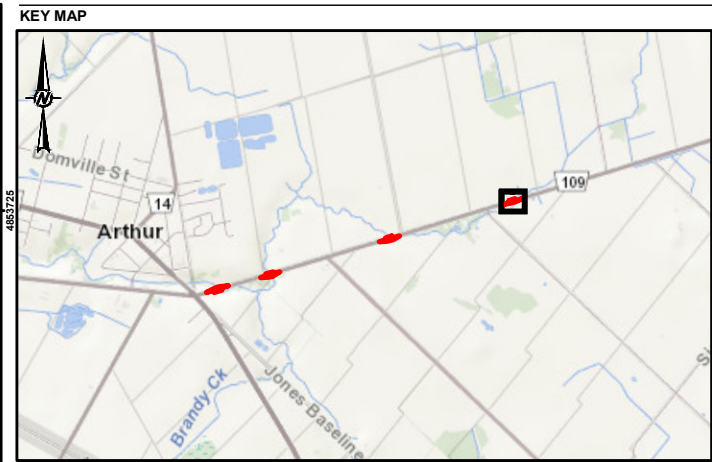 KEY MAP
N
Domville St
14
109
4853725
Arthur
Jones Baseline
Brandy Ck
S